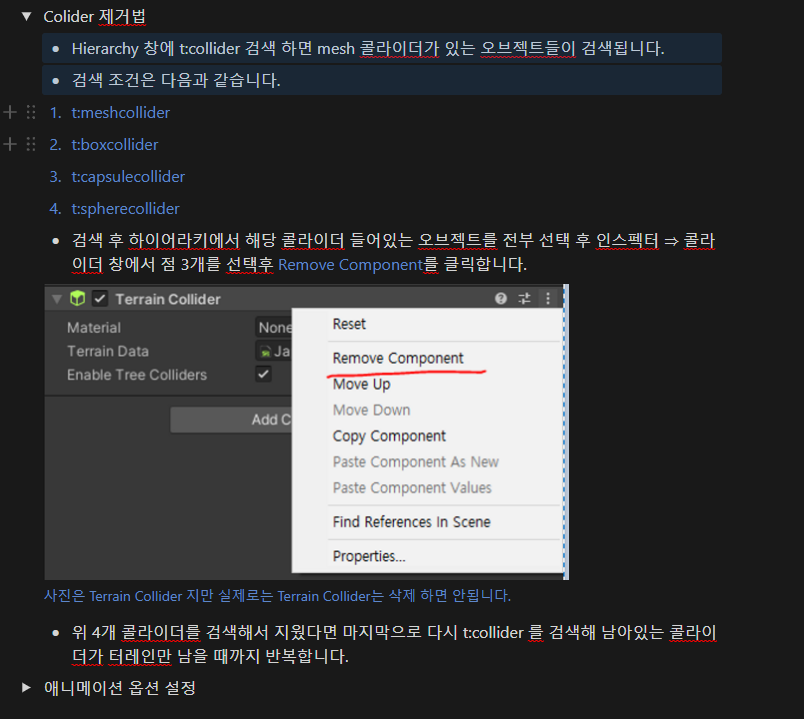 ▼ Colider 제거법
• Hierarchy 창에 t:collider 검색 하면 mesh 콜라이더가 있는 오브젝트들이 검색됩니다.
• 검색 조건은 다음과 같습니다.
1. t:meshcollider
2. t:boxcollider
3. t:capsulecollider
4. t:spherecollider
• 검색 후 하이어라키에서 해당 콜라이더 들어있는 오브젝트를 전부 선택 후 인스펙터 ⇒ 콜라
이더 창에서 점 3개를 선택후 Remove Component를 클릭합니다.
Terrain Collider
Material None
Terrain Data Ja
Enable Tree Colliders
Add C
Reset
Remove Component
Move Up
Move Down
Copy Component
Paste Component As New
Paste Component Values
Find References In Scene
Properties...
사진은 Terrain Collider 지만 실제로는 Terrain Collider는 삭제 하면 안됩니다.
• 위 4개 콜라이더를 검색해서 지웠다면 마지막으로 다시 t:collider 를 검색해 남아있는 콜라이
더가 터레인만 남을 때까지 반복합니다.
▶ 애니메이션 옵션 설정